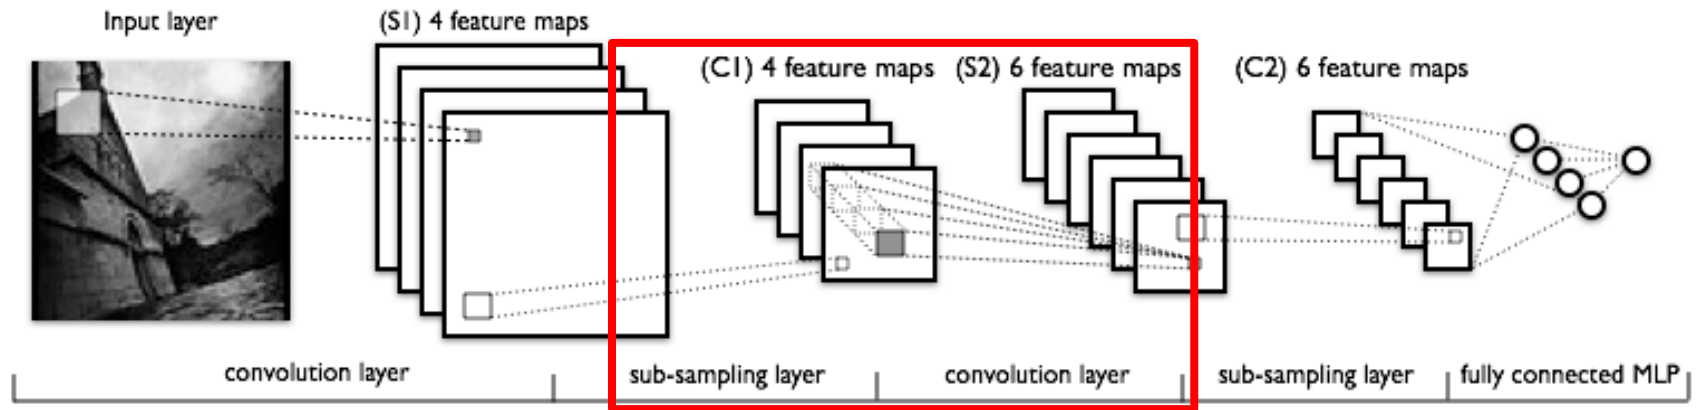 Input layer
(S1) 4 feature maps
(C1) 4 feature maps
(S2) 6 feature maps
(C2) 6 feature maps
convolution layer
sub-sampling layer
convolution layer
sub-sampling layer
fully connected MLP